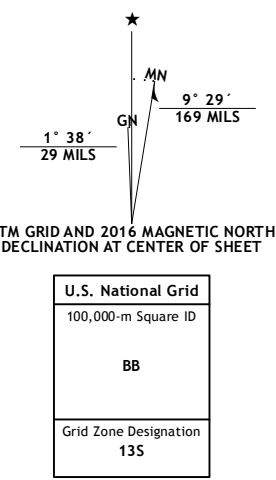 ★
MN
GN
9° 29´
169 MILS
1° 38´
29 MILS
TM GRID AND 2016 MAGNETIC NORTH
DECLINATION AT CENTER OF SHEET
U.S. National Grid
100,000-m Square ID
BB
Grid Zone Designation
13S